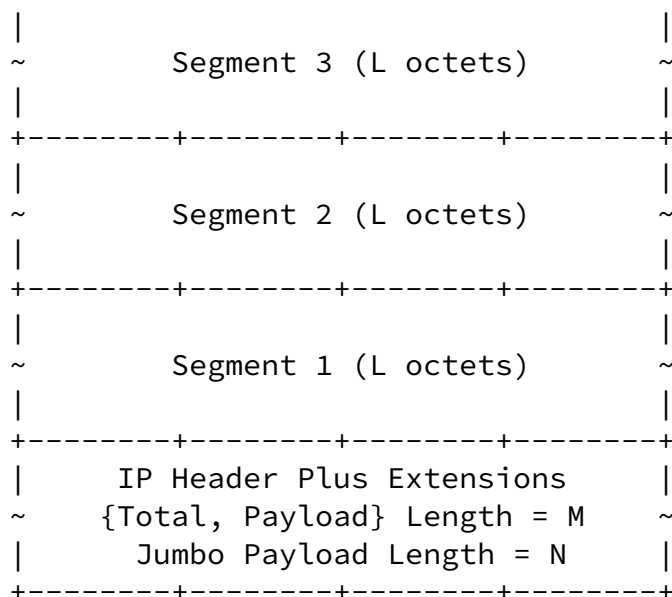 |                                   |
~        Segment 3 (L octets)       ~
|                                   |
+--------+--------+--------+--------+
|                                   |
~        Segment 2 (L octets)       ~
|                                   |
+--------+--------+--------+--------+
|                                   |
~        Segment 1 (L octets)       ~
|                                   |
+--------+--------+--------+--------+
|     IP Header Plus Extensions     |
~    {Total, Payload} Length = M    ~
|      Jumbo Payload Length = N     |
+--------+--------+--------+--------+